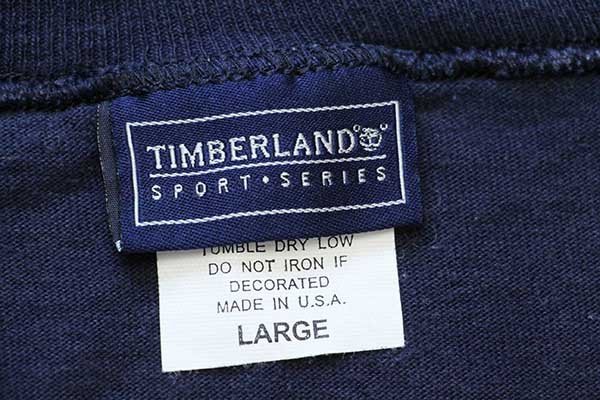 TIMBERLAND
SPORT • SERIES
TUMBLE DRY LOW
DO NOT IRON IF
DECORATED
MADE IN U.S.A.
LARGE